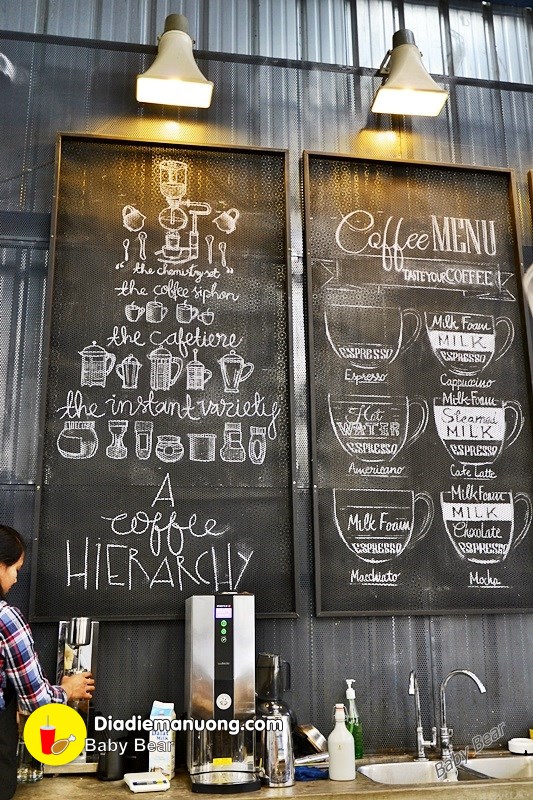 "the chemistry set"
the coffee siphon
the cafetiere
the instant variety
A
coffee
HIERARCHY
Coffee MENU
TASTE YOUR COFFEE
ESPRESSO
Espresso
Milk Foam
MILK
ESPRESSO
Cappuccino
Hot
WATER
ESPRESSO
Americano
Milk Foam
Steamed
MILK
ESPRESSO
Cafe Latte
Milk Foam
ESPRESSO
Macchiato
Milk Foam
MILK
Chocolate
ESPRESSO
Mocha
Diadiemanuong.com
Baby Bear
Baby Bear
Baby Bear